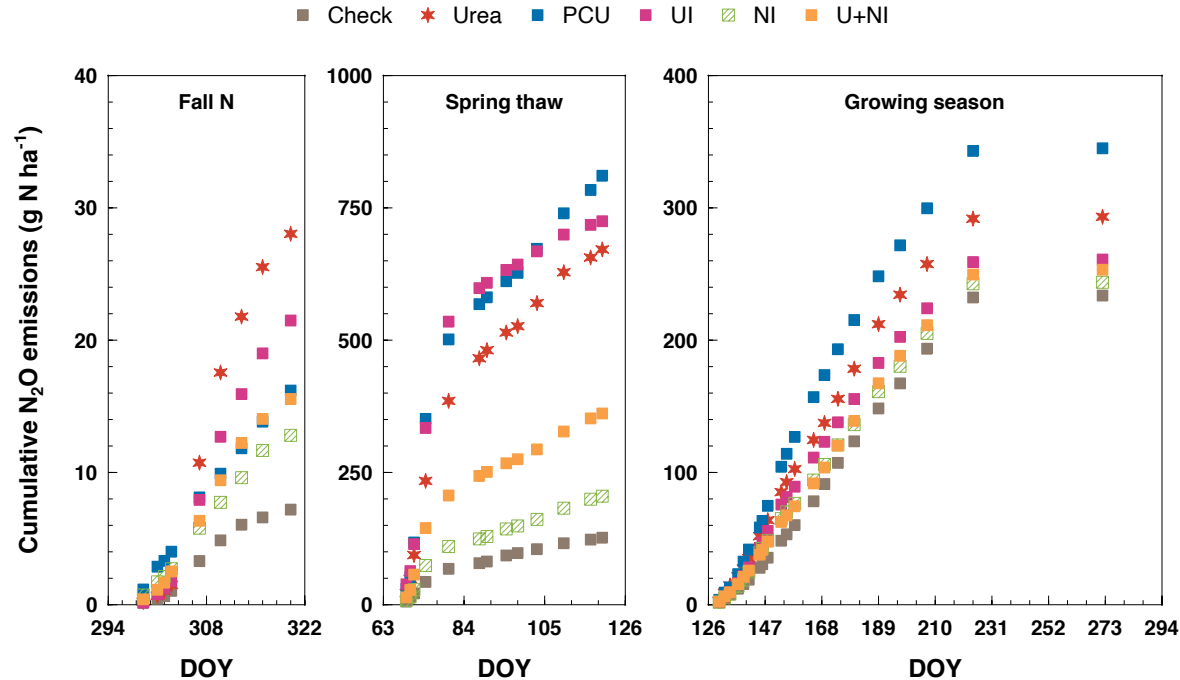 Check Urea PCU UI NI U+NI
Cumulative N₂O emissions (g N ha⁻¹)
Fall N
40
30
20
10
0
294 308 322
DOY
Spring thaw
1000
750
500
250
0
63 84 105 126
DOY
Growing season
400
300
200
100
0
126 147 168 189 210 231 252 273 294
DOY